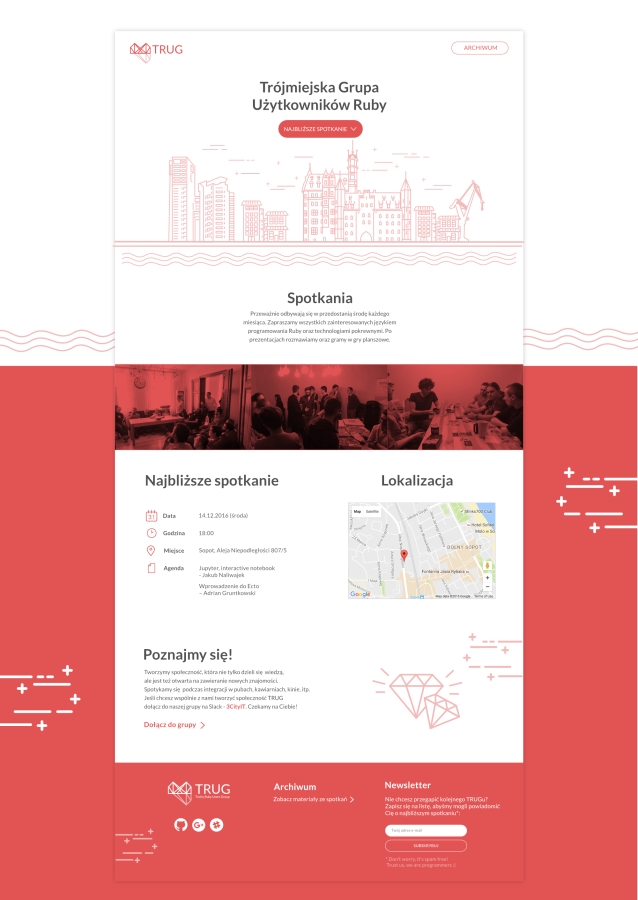 TRUG
ARCHIWUM
Trójmiejska Grupa
Użytkowników Ruby
NAJBLIŻSZE SPOTKANIE
Spotkania
Przeważnie odbywają się w przedostanią środę każdego
miesiąca. Zapraszamy wszystkich zainteresowanych językiem
programowania Ruby oraz technologiami pokrewnymi. Po
prezentacjach rozmawiamy oraz gramy w gry planszowe.
Najbliższe spotkanie
Data 14.12.2016 (środa)
Godzina 18:00
Miejsce Sopot, Aleja Niepodległości 807/5
Agenda Jupyter, interactive notebook
- Jakub Naliwajek
Wprowadzenie do Ecto
– Adrian Gruntkowski
Lokalizacja
Map Satellite
DOLNY SOPOT
Google
Poznajmy się!
Tworzymy społeczność, która nie tylko dzieli się wiedzą,
ale jest też otwarta na zawieranie nowych znajomości.
Spotykamy się podczas integracji w pubach, kawiarniach, kinie, itp.
Jeśli chcesz wspólnie z nami tworzyć społeczność TRUG
dołącz do naszej grupy na Slack - 3CityIT. Czekamy na Ciebie!
Dołącz do grupy
TRUG
Archiwum
Zobacz materiały ze spotkań
Newsletter
Nie chcesz przegapić kolejnego TRUGu?
Zapisz się na listę, abyśmy mogli powiadomić
Cię o najbliższym spotkaniu*:
Twój adres e-mail
SUBSKRYBUJ
* Don't worry, it's spam free!
Trust us, we are programmers ;)